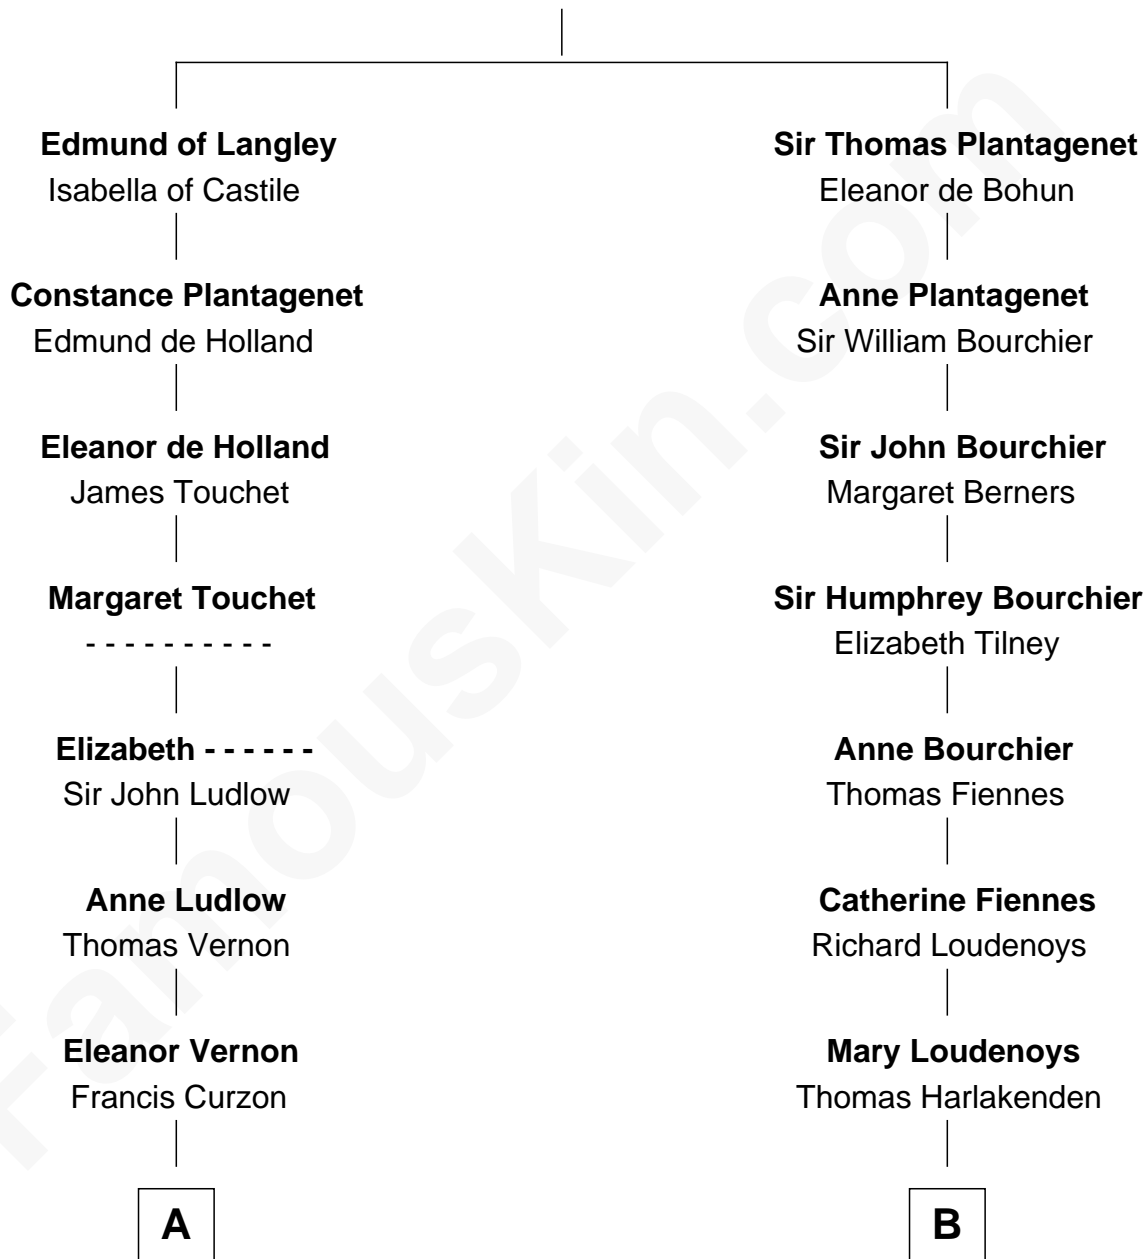 Edmund of Langley
Isabella of Castile
Constance Plantagenet
Edmund de Holland
Eleanor de Holland
James Touchet
Margaret Touchet
- - - - - - - - - -
Elizabeth - - - - - -
Sir John Ludlow
Anne Ludlow
Thomas Vernon
Eleanor Vernon
Francis Curzon
A
Sir Thomas Plantagenet
Eleanor de Bohun
Anne Plantagenet
Sir William Bourchier
Sir John Bourchier
Margaret Berners
Sir Humphrey Bourchier
Elizabeth Tilney
Anne Bourchier
Thomas Fiennes
Catherine Fiennes
Richard Loudenoys
Mary Loudenoys
Thomas Harlakenden
B
FamousKin.com